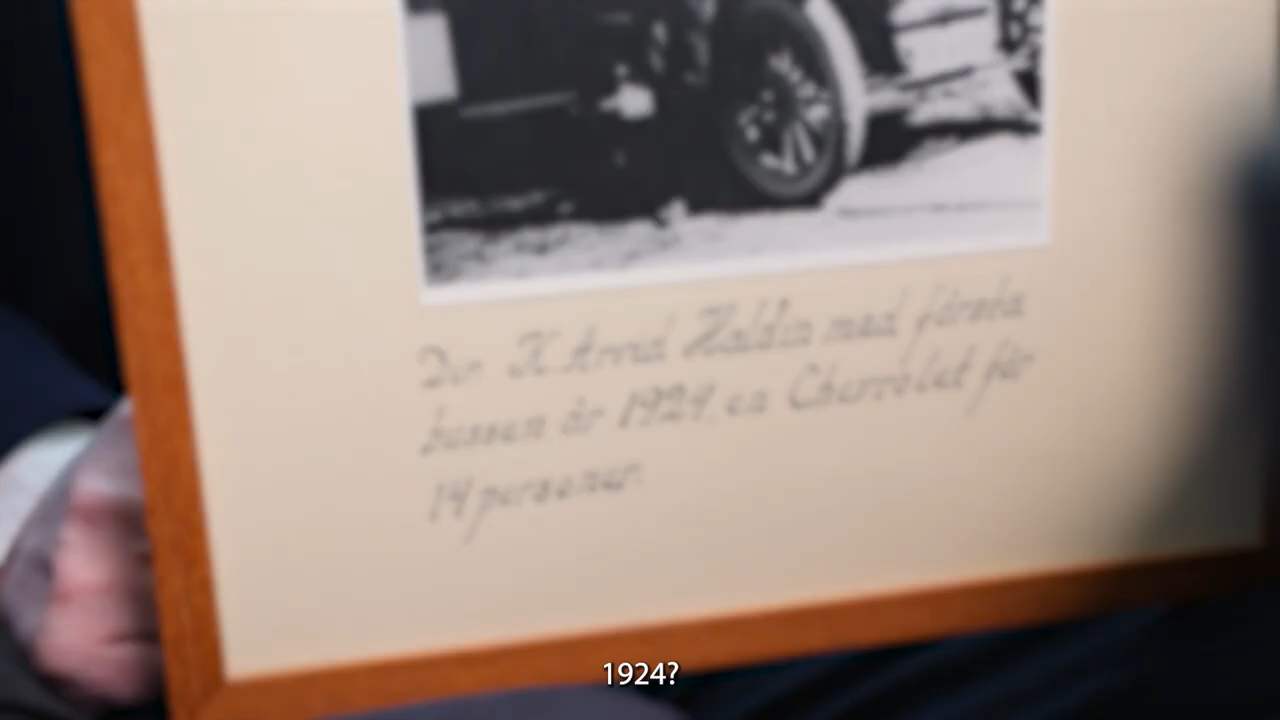 K Arvid Haldin med första
bussen år 1924, en Chevrolet för
14 personer.
1924?